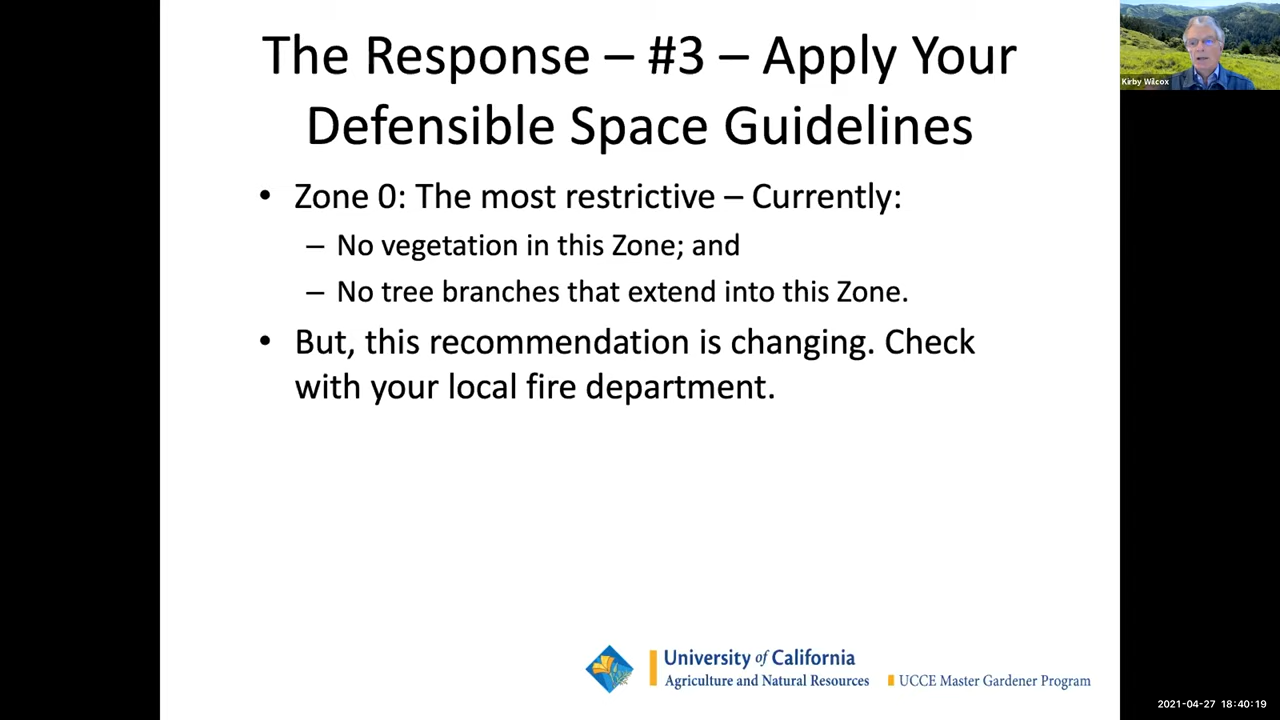 The Response – #3 – Apply Your
Defensible Space Guidelines
• Zone 0: The most restrictive – Currently:
– No vegetation in this Zone; and
– No tree branches that extend into this Zone.
• But, this recommendation is changing. Check
with your local fire department.
University of California
Agriculture and Natural Resources
UCCE Master Gardener Program
Kirby Wilcox
2021-04-27 18:40:19